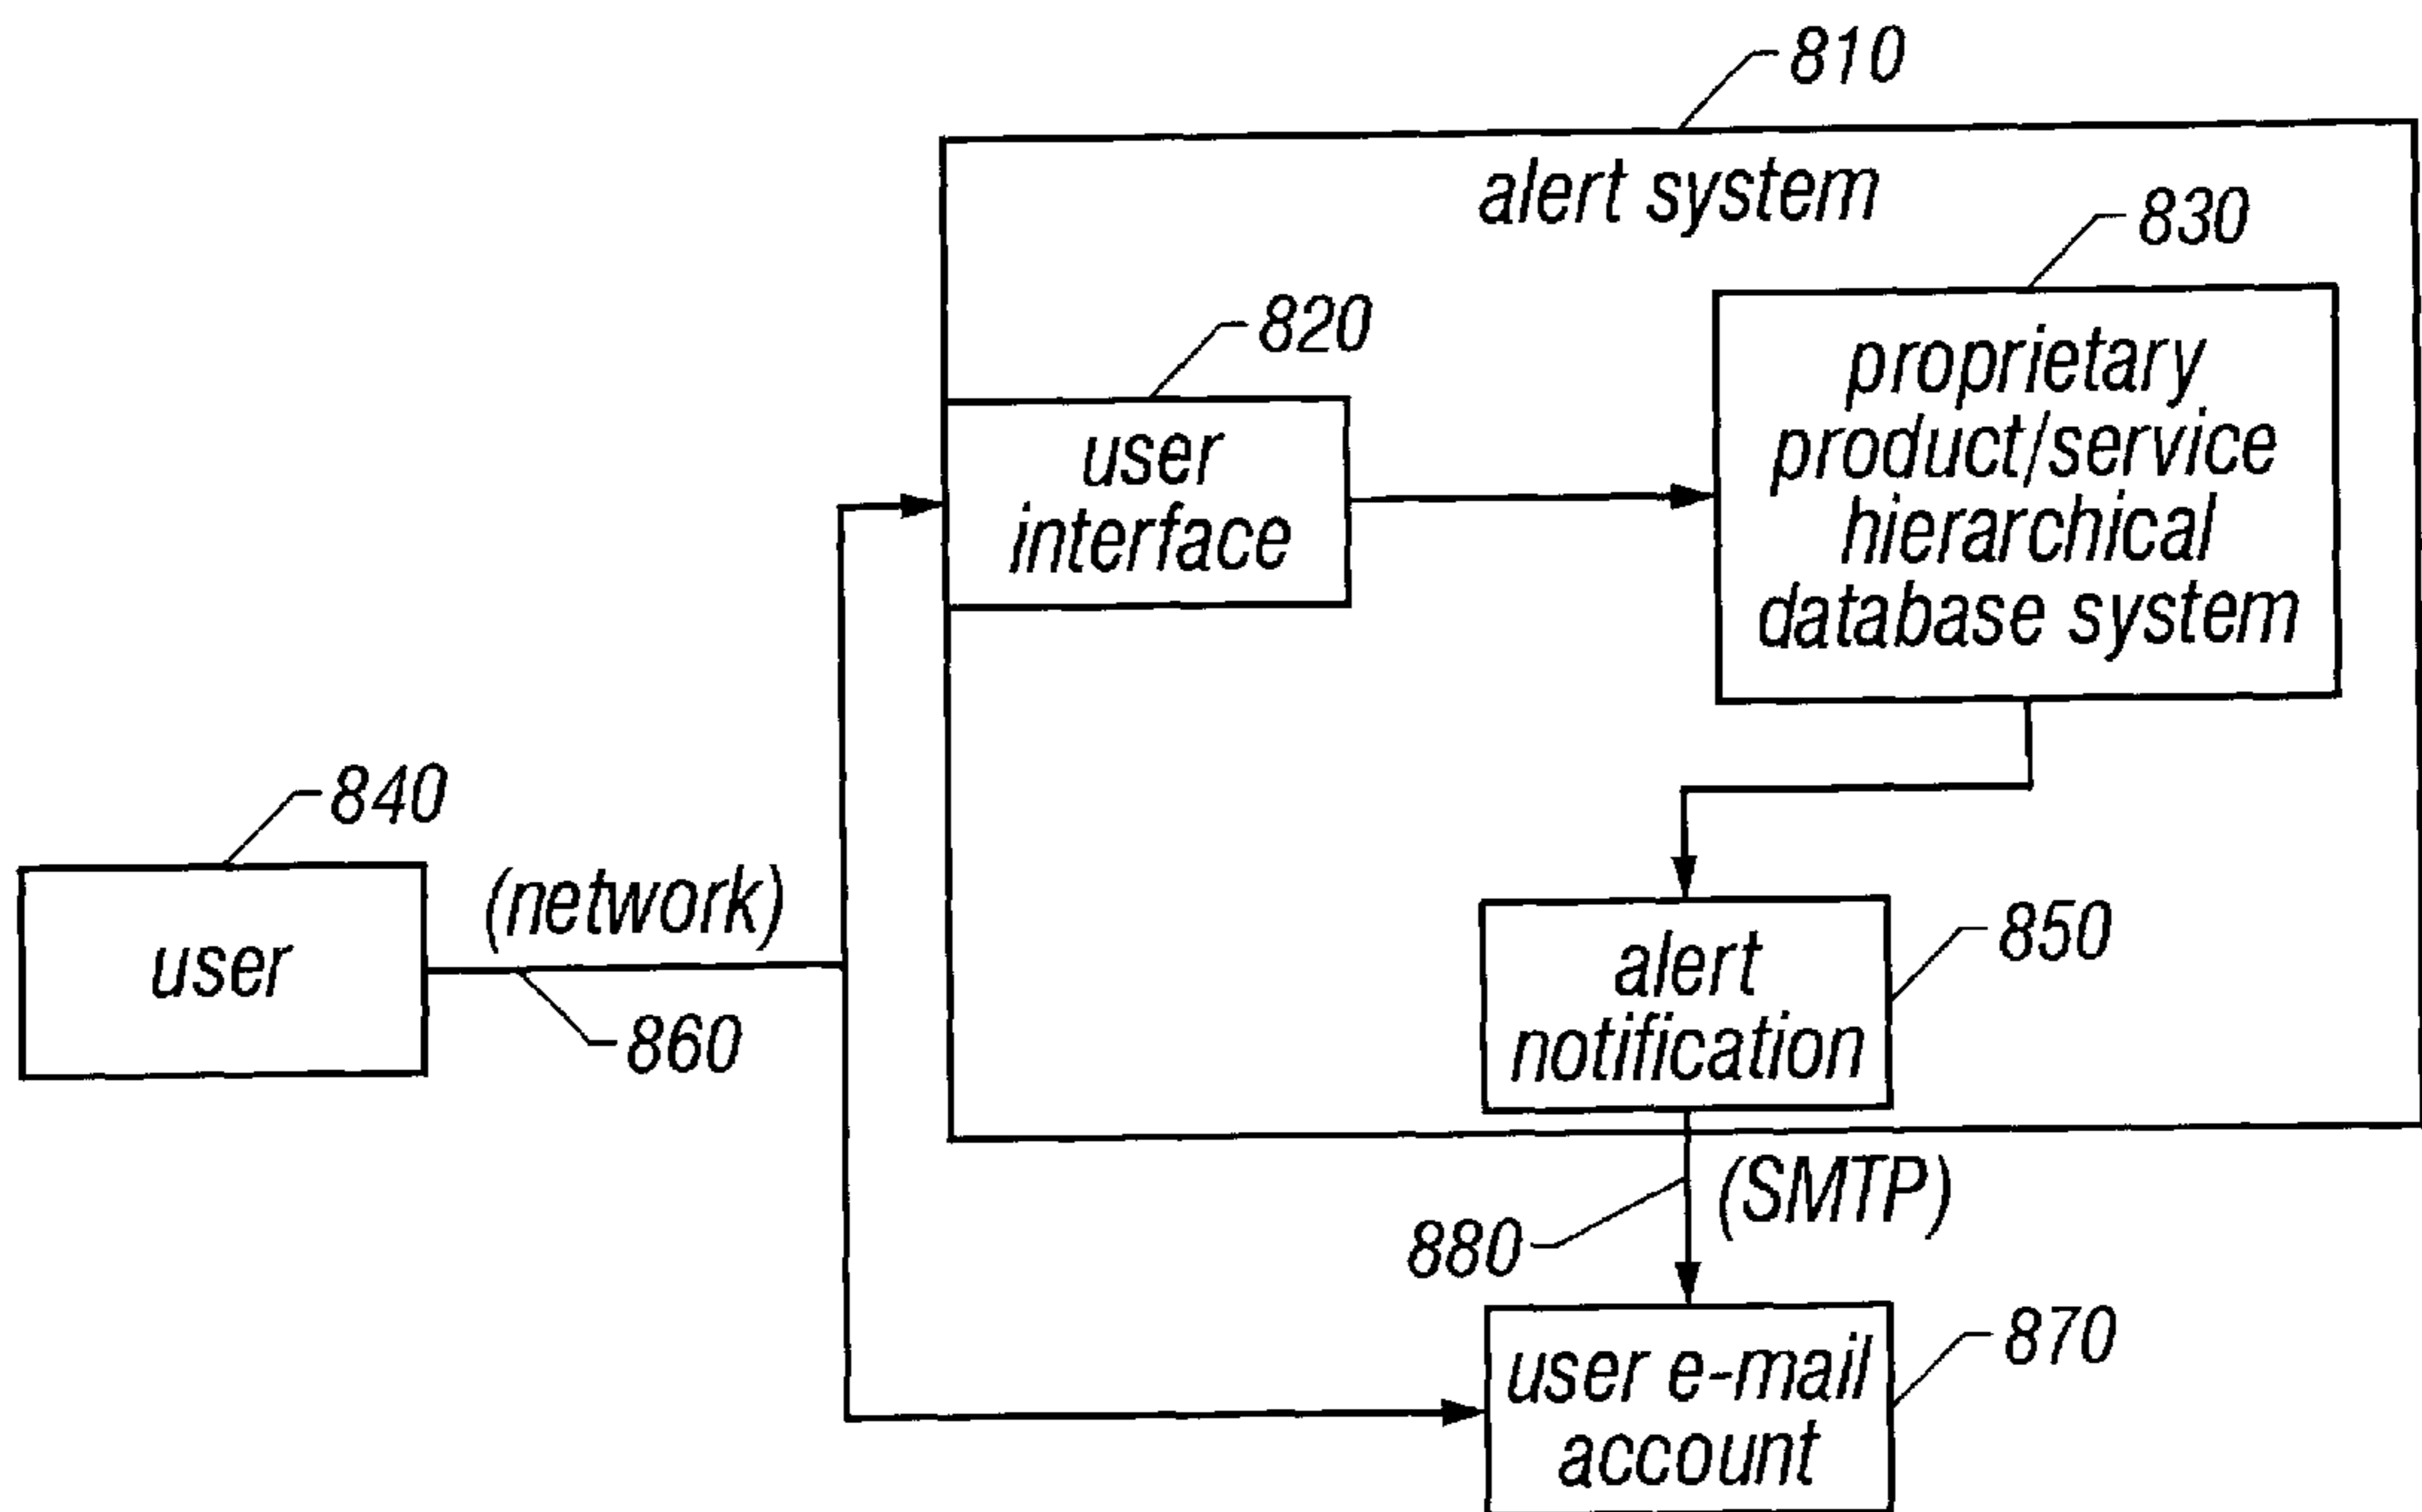 810
alert system
830
820
proprietary
product/service
hierarchical
database system
user
interface
840
(network)
user
860
850
alert
notification
(SMTP)
880
870
user e-mail
account